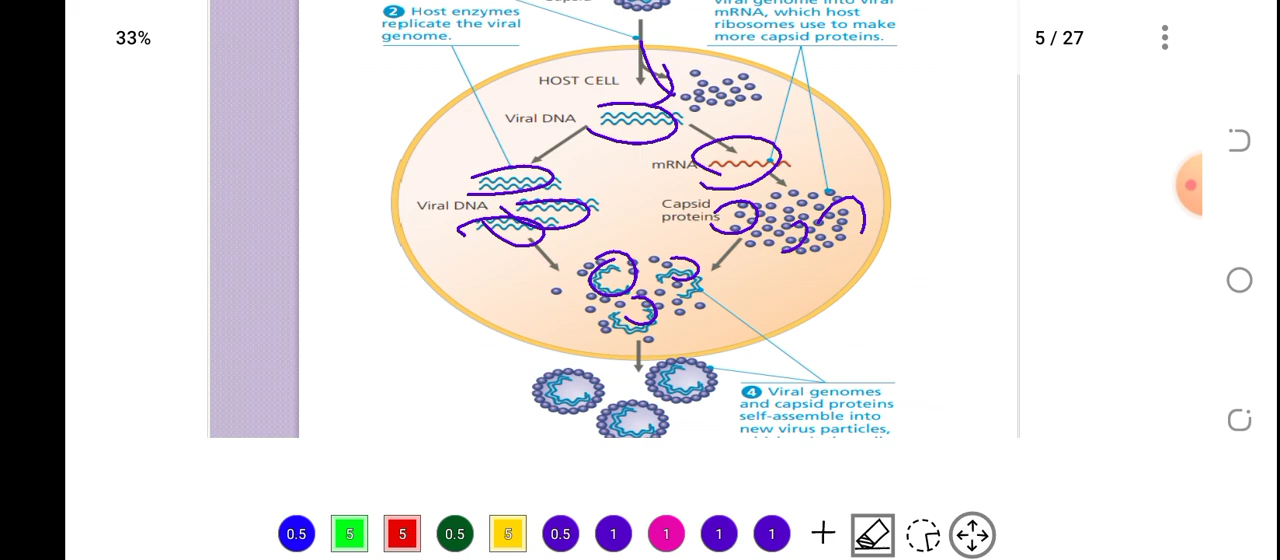 33%
5 / 27
2 Host enzymes
replicate the viral
genome.
viral genome into viral
mRNA, which host
ribosomes use to make
more capsid proteins.
HOST CELL
Viral DNA
mRNA
Viral DNA
Capsid
proteins
4 Viral genomes
and capsid proteins
self-assemble into
new virus particles,
0.5
5
5
0.5
5
0.5
1
1
1
1